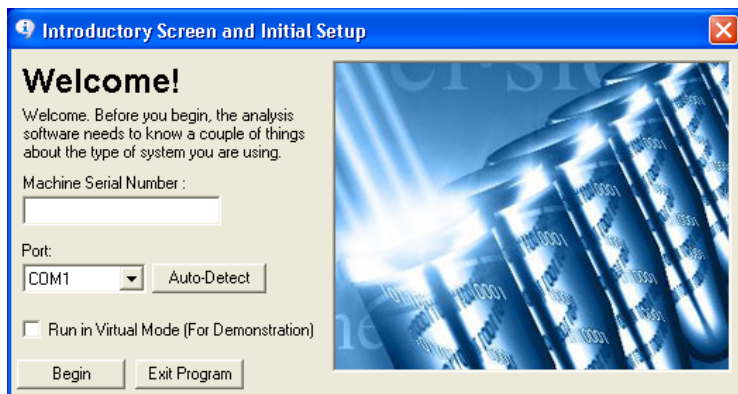 Introductory Screen and Initial Setup
Welcome!
Welcome. Before you begin, the analysis
software needs to know a couple of things
about the type of system you are using.
Machine Serial Number :
Port:
COM1
Auto-Detect
Run in Virtual Mode (For Demonstration)
Begin
Exit Program